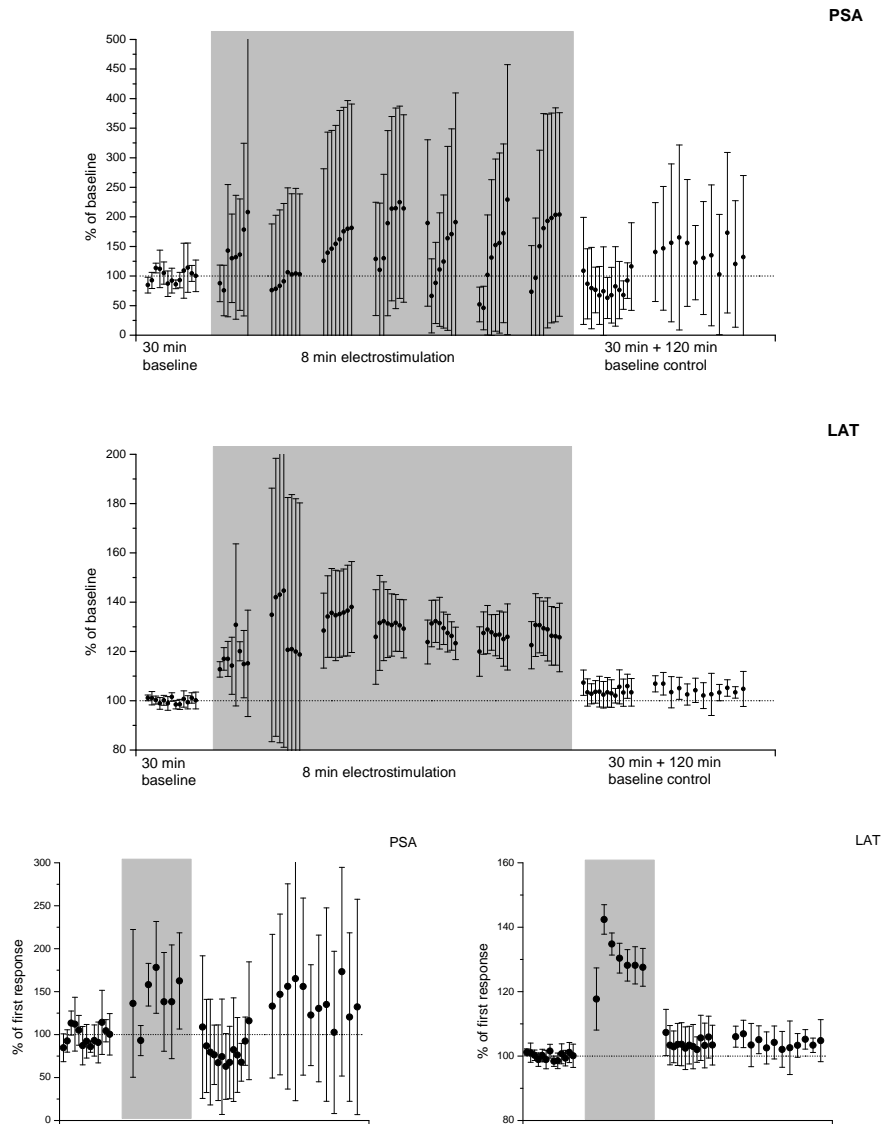 PSA
500
450
400
350
300
250
200
150
100
50
0
% of baseline
30 min
baseline
8 min electrostimulation
30 min + 120 min
baseline control
LAT
200
180
160
140
120
100
80
% of baseline
30 min
baseline
8 min electrostimulation
30 min + 120 min
baseline control
PSA
300
250
200
150
100
50
0
% of first response
LAT
160
140
120
100
80
% of first response